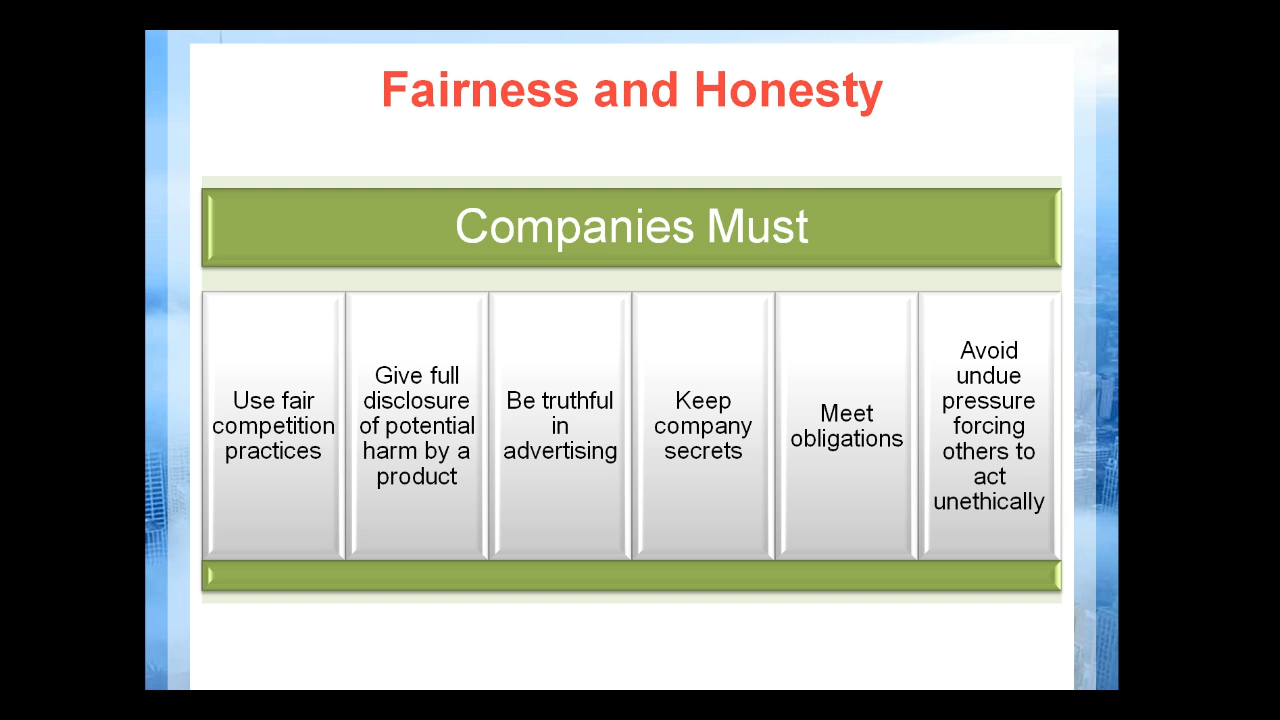 Fairness and Honesty
Companies Must
Use fair
competition
practices
Give full
disclosure
of potential
harm by a
product
Be truthful
in
advertising
Keep
company
secrets
Meet
obligations
Avoid
undue
pressure
forcing
others to
act
unethically